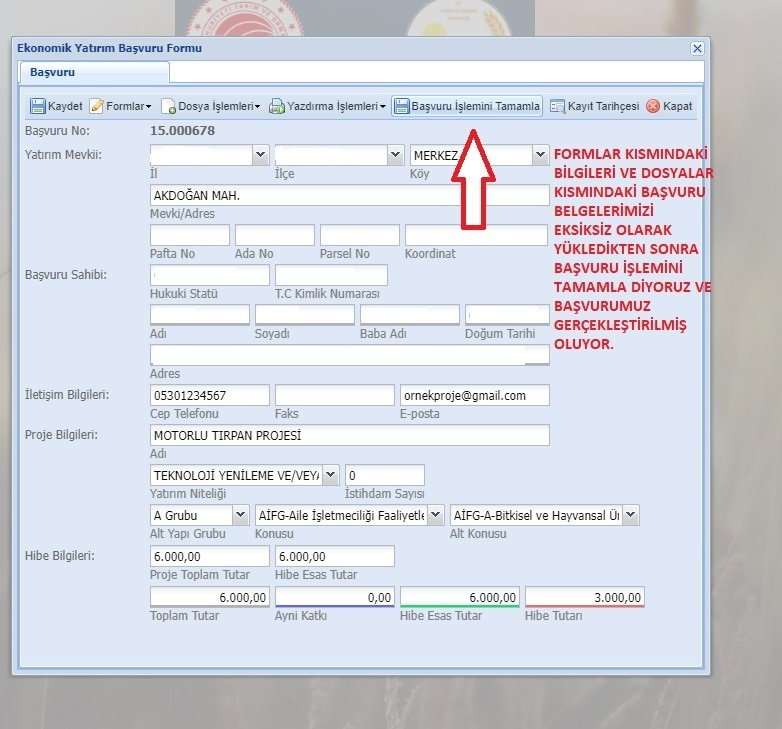 Ekonomik Yatırım Başvuru Formu
Başvuru
Kaydet Formlar Dosya İşlemleri Yazdırma İşlemleri Başvuru İşlemini Tamamla Kayıt Tarihçesi Kapat
Başvuru No: 15.000678
Yatırım Mevkii: MERKEZ
İl İlçe Köy
AKDOĞAN MAH.
Mevki/Adres
Pafta No Ada No Parsel No Koordinat
Başvuru Sahibi:
Hukuki Statü T.C Kimlik Numarası
Adı Soyadı Baba Adı Doğum Tarihi
Adres
İletişim Bilgileri: 05301234567 ornekproje@gmail.com
Cep Telefonu Faks E-posta
Proje Bilgileri: MOTORLU TIRPAN PROJESİ
Adı
TEKNOLOJİ YENİLEME VE/VEYA 0
Yatırım Niteliği İstihdam Sayısı
A Grubu AİFG-Aile İşletmeciliği Faaliyetle AİFG-A-Bitkisel ve Hayvansal Ür
Alt Yapı Grubu Konusu Alt Konusu
Hibe Bilgileri: 6.000,00 6.000,00
Proje Toplam Tutar Hibe Esas Tutar
6.000,00 0,00 6.000,00 3.000,00
Toplam Tutar Ayni Katkı Hibe Esas Tutar Hibe Tutarı
FORMLAR KISMINDAKİ
BİLGİLERİ VE DOSYALAR
KISMINDAKİ BAŞVURU
BELGELERİMİZİ
EKSİKSİZ OLARAK
YÜKLEDİKTEN SONRA
BAŞVURU İŞLEMİNİ
TAMAMLA DİYORUZ VE
BAŞVURUMUZ
GERÇEKLEŞTİRİLMİŞ
OLUYOR.